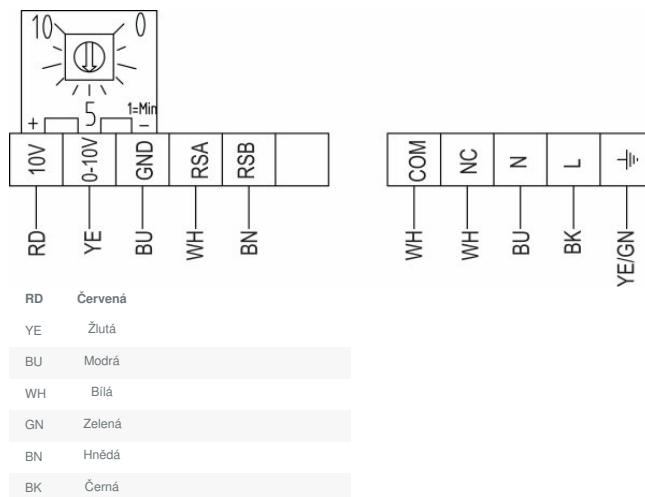 10 0
5 1=Min
+ −
10V 0-10V GND RSA RSB COM NC N L
RD YE BU WH BN WH WH BU BK YE/GN
RD Červená
YE Žlutá
BU Modrá
WH Bílá
GN Zelená
BN Hnědá
BK Černá